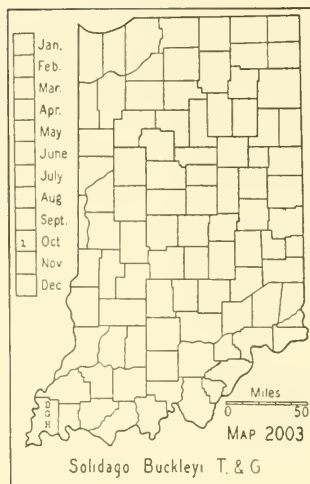 Jan.
Feb.
Mar.
Apr.
May
June
July
Aug
Sept.
1 Oct
Nov
Dec
D
G
H
Miles
0 50
MAP 2003
Solidago Buckleyi T. & G